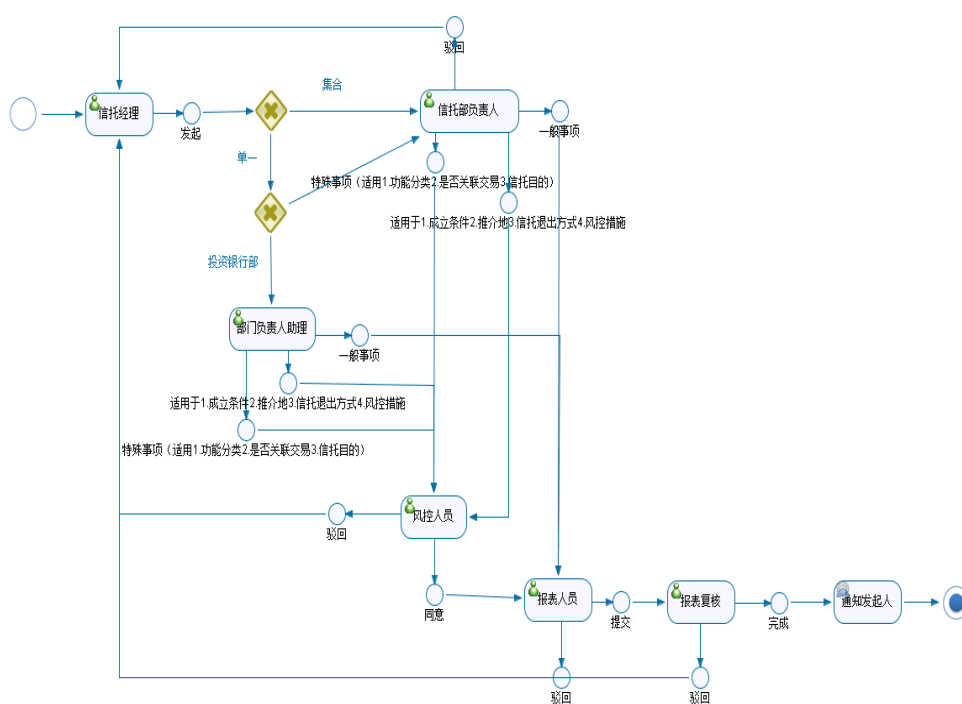 驳回
集合
信托经理
信托部负责人
发起
一般事项
单一
特殊事项（适用1.功能分类2.是否关联交易3.信托目的）
适用于1.成立条件2.推介地3.信托退出方式4.风控措施
投资银行部
部门负责人助理
一般事项
适用于1.成立条件2.推介地3.信托退出方式4.风控措施
特殊事项（适用1.功能分类2.是否关联交易3.信托目的）
风控人员
驳回
同意
报表人员
提交
报表复核
完成
通知发起人
驳回
驳回